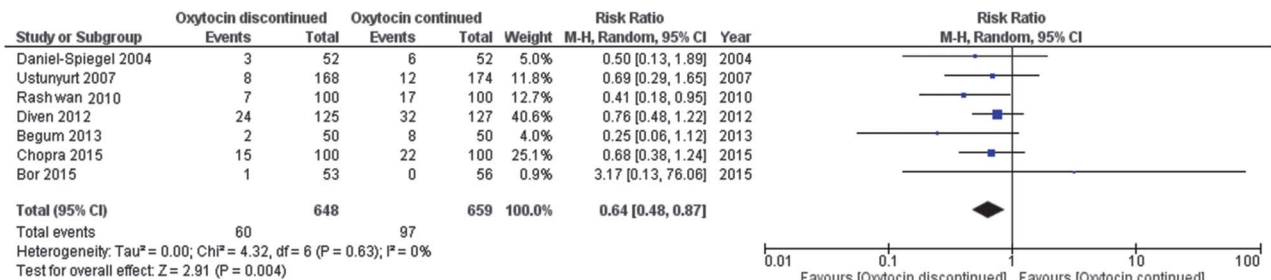 Oxytocin discontinued Oxytocin continued Risk Ratio Risk Ratio
Study or Subgroup Events Total Events Total Weight M-H, Random, 95% CI Year M-H, Random, 95% CI
Daniel-Spiegel 2004 3 52 6 52 5.0% 0.50 [0.13, 1.89] 2004
Ustunyurt 2007 8 168 12 174 11.8% 0.69 [0.29, 1.65] 2007
Rashwan 2010 7 100 17 100 12.7% 0.41 [0.18, 0.95] 2010
Diven 2012 24 125 32 127 40.6% 0.76 [0.48, 1.22] 2012
Begum 2013 2 50 8 50 4.0% 0.25 [0.06, 1.12] 2013
Chopra 2015 15 100 22 100 25.1% 0.68 [0.38, 1.24] 2015
Bor 2015 1 53 0 56 0.9% 3.17 [0.13, 76.06] 2015
Total (95% CI) 648 659 100.0% 0.64 [0.48, 0.87]
Total events 60 97
Heterogeneity: Tau² = 0.00; Chi² = 4.32, df = 6 (P = 0.63); I² = 0%
Test for overall effect: Z = 2.91 (P = 0.004)
0.01 0.1 1 10 100
Favours [Oxytocin discontinued] Favours [Oxytocin continued]